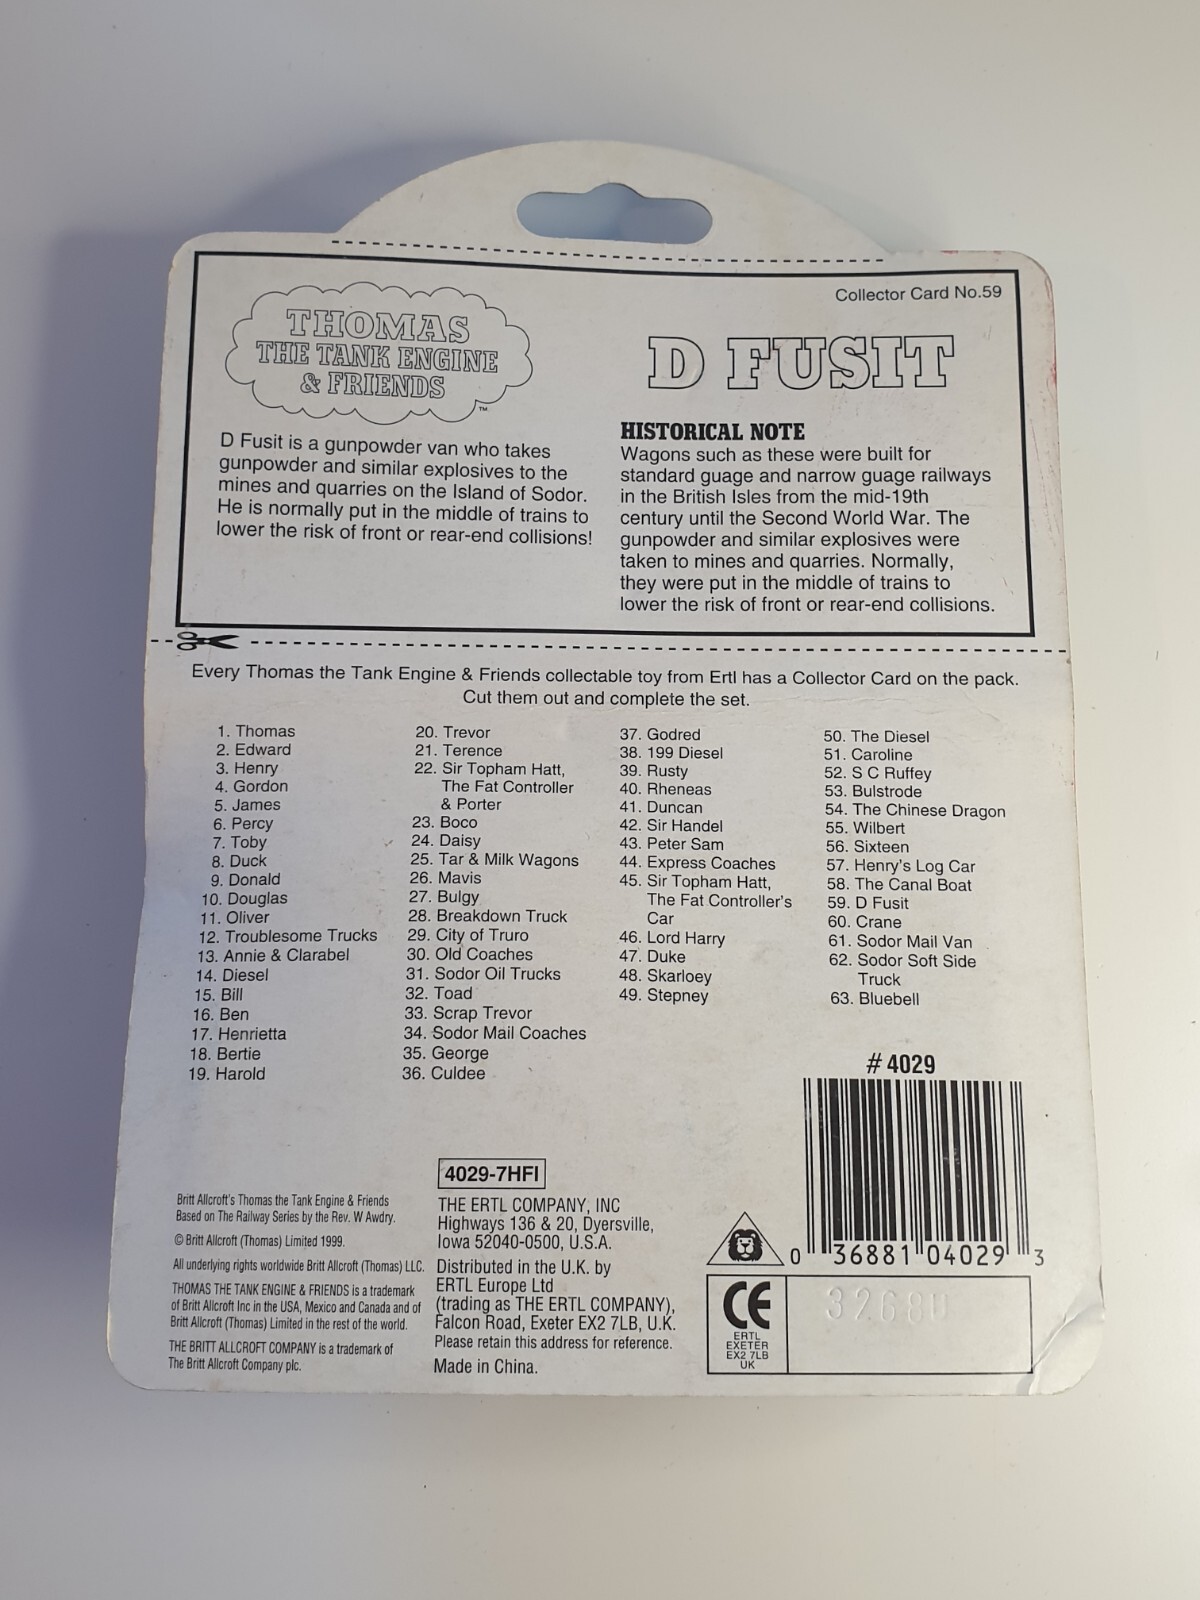 Collector Card No.59
THOMAS
THE TANK ENGINE
& FRIENDS
™
D Fusit is a gunpowder van who takes
gunpowder and similar explosives to the
mines and quarries on the Island of Sodor.
He is normally put in the middle of trains to
lower the risk of front or rear-end collisions!
D FUSIT
HISTORICAL NOTE
Wagons such as these were built for
standard guage and narrow guage railways
in the British Isles from the mid-19th
century until the Second World War. The
gunpowder and similar explosives were
taken to mines and quarries. Normally,
they were put in the middle of trains to
lower the risk of front or rear-end collisions.
Every Thomas the Tank Engine & Friends collectable toy from Ertl has a Collector Card on the pack.
Cut them out and complete the set.
1. Thomas
2. Edward
3. Henry
4. Gordon
5. James
6. Percy
7. Toby
8. Duck
9. Donald
10. Douglas
11. Oliver
12. Troublesome Trucks
13. Annie & Clarabel
14. Diesel
15. Bill
16. Ben
17. Henrietta
18. Bertie
19. Harold
20. Trevor
21. Terence
22. Sir Topham Hatt,
The Fat Controller
& Porter
23. Boco
24. Daisy
25. Tar & Milk Wagons
26. Mavis
27. Bulgy
28. Breakdown Truck
29. City of Truro
30. Old Coaches
31. Sodor Oil Trucks
32. Toad
33. Scrap Trevor
34. Sodor Mail Coaches
35. George
36. Culdee
37. Godred
38. 199 Diesel
39. Rusty
40. Rheneas
41. Duncan
42. Sir Handel
43. Peter Sam
44. Express Coaches
45. Sir Topham Hatt,
The Fat Controller's
Car
46. Lord Harry
47. Duke
48. Skarloey
49. Stepney
50. The Diesel
51. Caroline
52. S C Ruffey
53. Bulstrode
54. The Chinese Dragon
55. Wilbert
56. Sixteen
57. Henry's Log Car
58. The Canal Boat
59. D Fusit
60. Crane
61. Sodor Mail Van
62. Sodor Soft Side
Truck
63. Bluebell
Britt Allcroft's Thomas the Tank Engine & Friends
Based on The Railway Series by the Rev. W Awdry.
© Britt Allcroft (Thomas) Limited 1999.
All underlying rights worldwide Britt Allcroft (Thomas) LLC.
THOMAS THE TANK ENGINE & FRIENDS is a trademark
of Britt Allcroft Inc in the USA, Mexico and Canada and of
Britt Allcroft (Thomas) Limited in the rest of the world.
THE BRITT ALLCROFT COMPANY is a trademark of
The Britt Allcroft Company plc.
4029-7HFI
THE ERTL COMPANY, INC
Highways 136 & 20, Dyersville,
Iowa 52040-0500, U.S.A.
Distributed in the U.K. by
ERTL Europe Ltd
(trading as THE ERTL COMPANY),
Falcon Road, Exeter EX2 7LB, U.K.
Please retain this address for reference.
Made in China.
# 4029
0 36881 04029 3
CE
ERTL
EXETER
EX2 7LB
UK